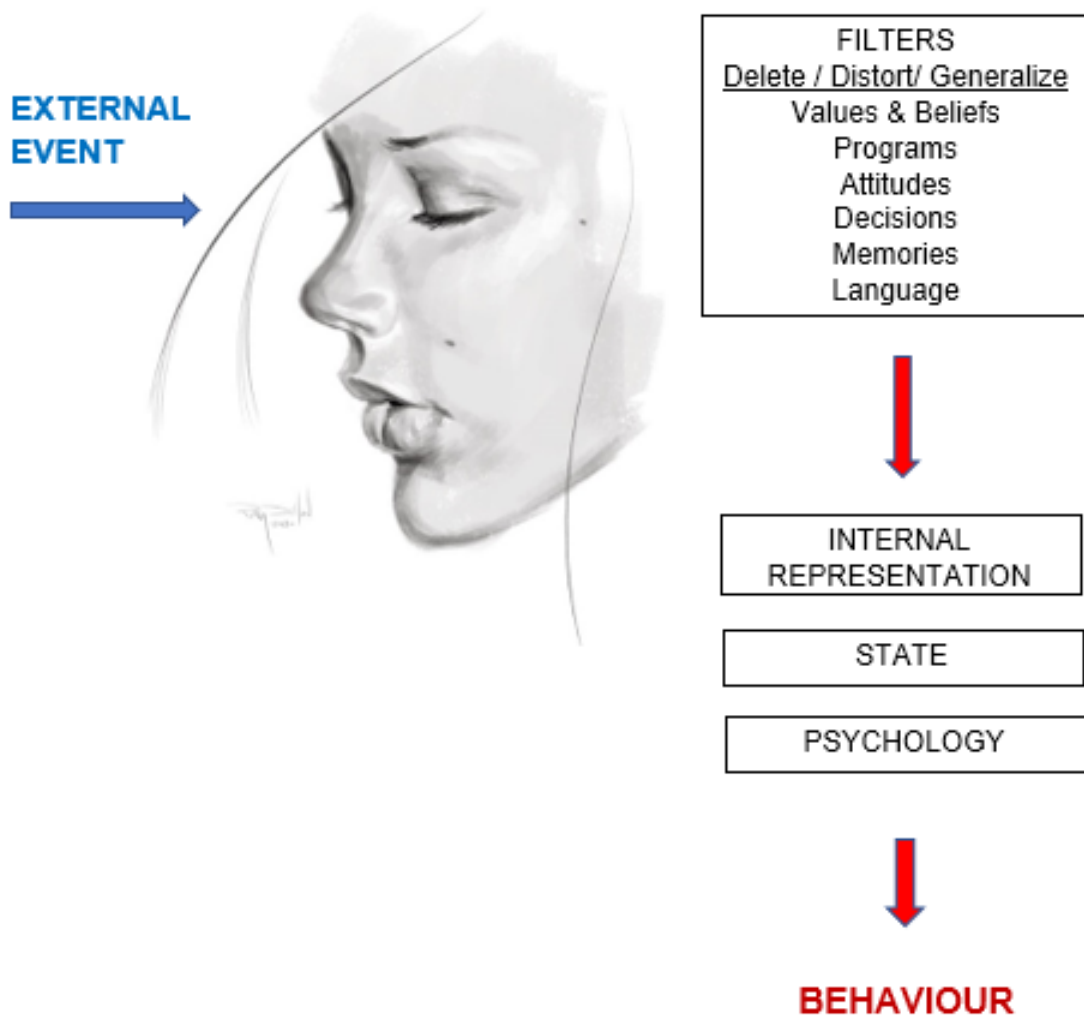 EXTERNAL
EVENT
FILTERS
Delete / Distort/ Generalize
Values & Beliefs
Programs
Attitudes
Decisions
Memories
Language
INTERNAL
REPRESENTATION
STATE
PSYCHOLOGY
BEHAVIOUR